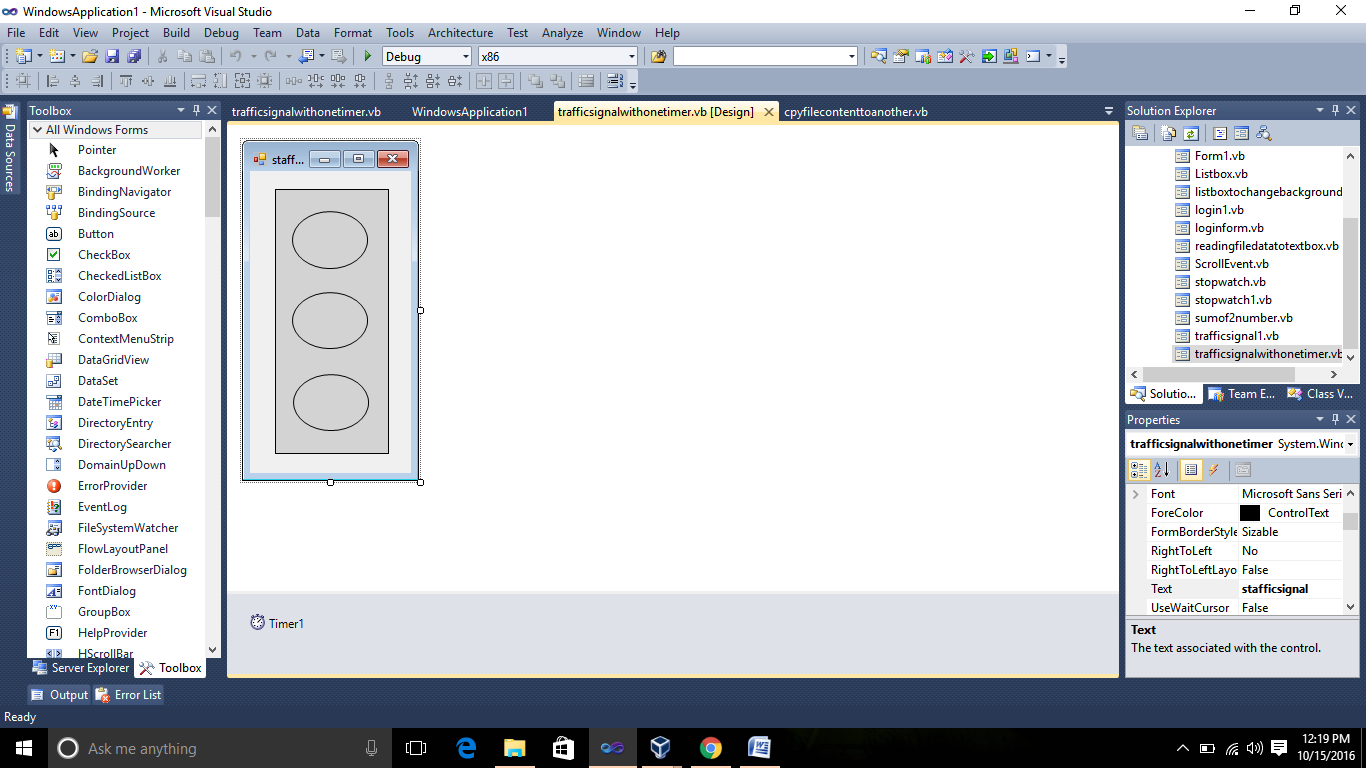 WindowsApplication1 - Microsoft Visual Studio
File Edit View Project Build Debug Team Data Format Tools Architecture Test Analyze Window Help
Debug x86
Data Sources
Toolbox
All Windows Forms
Pointer
BackgroundWorker
BindingNavigator
BindingSource
Button
CheckBox
CheckedListBox
ColorDialog
ComboBox
ContextMenuStrip
DataGridView
DataSet
DateTimePicker
DirectoryEntry
DirectorySearcher
DomainUpDown
ErrorProvider
EventLog
FileSystemWatcher
FlowLayoutPanel
FolderBrowserDialog
FontDialog
GroupBox
HelpProvider
HScrollBar
Server Explorer Toolbox
trafficsignalwithonetimer.vb WindowsApplication1 trafficsignalwithonetimer.vb [Design] cpyfilecontenttoanother.vb
staff...
Timer1
Solution Explorer
Form1.vb
Listbox.vb
listboxtochangebackground
login1.vb
loginform.vb
readingfiledatatotextbox.vb
ScrollEvent.vb
stopwatch.vb
stopwatch1.vb
sumof2number.vb
trafficsignal1.vb
trafficsignalwithonetimer.vb
Solutio... Team E... Class V...
Properties
trafficsignalwithonetimer System.Winc
Font Microsoft Sans Seri
ForeColor ControlText
FormBorderStyle Sizable
RightToLeft No
RightToLeftLayo False
Text stafficsignal
UseWaitCursor False
Text
The text associated with the control.
Output Error List
Ready
Ask me anything
12:19 PM
10/15/2016